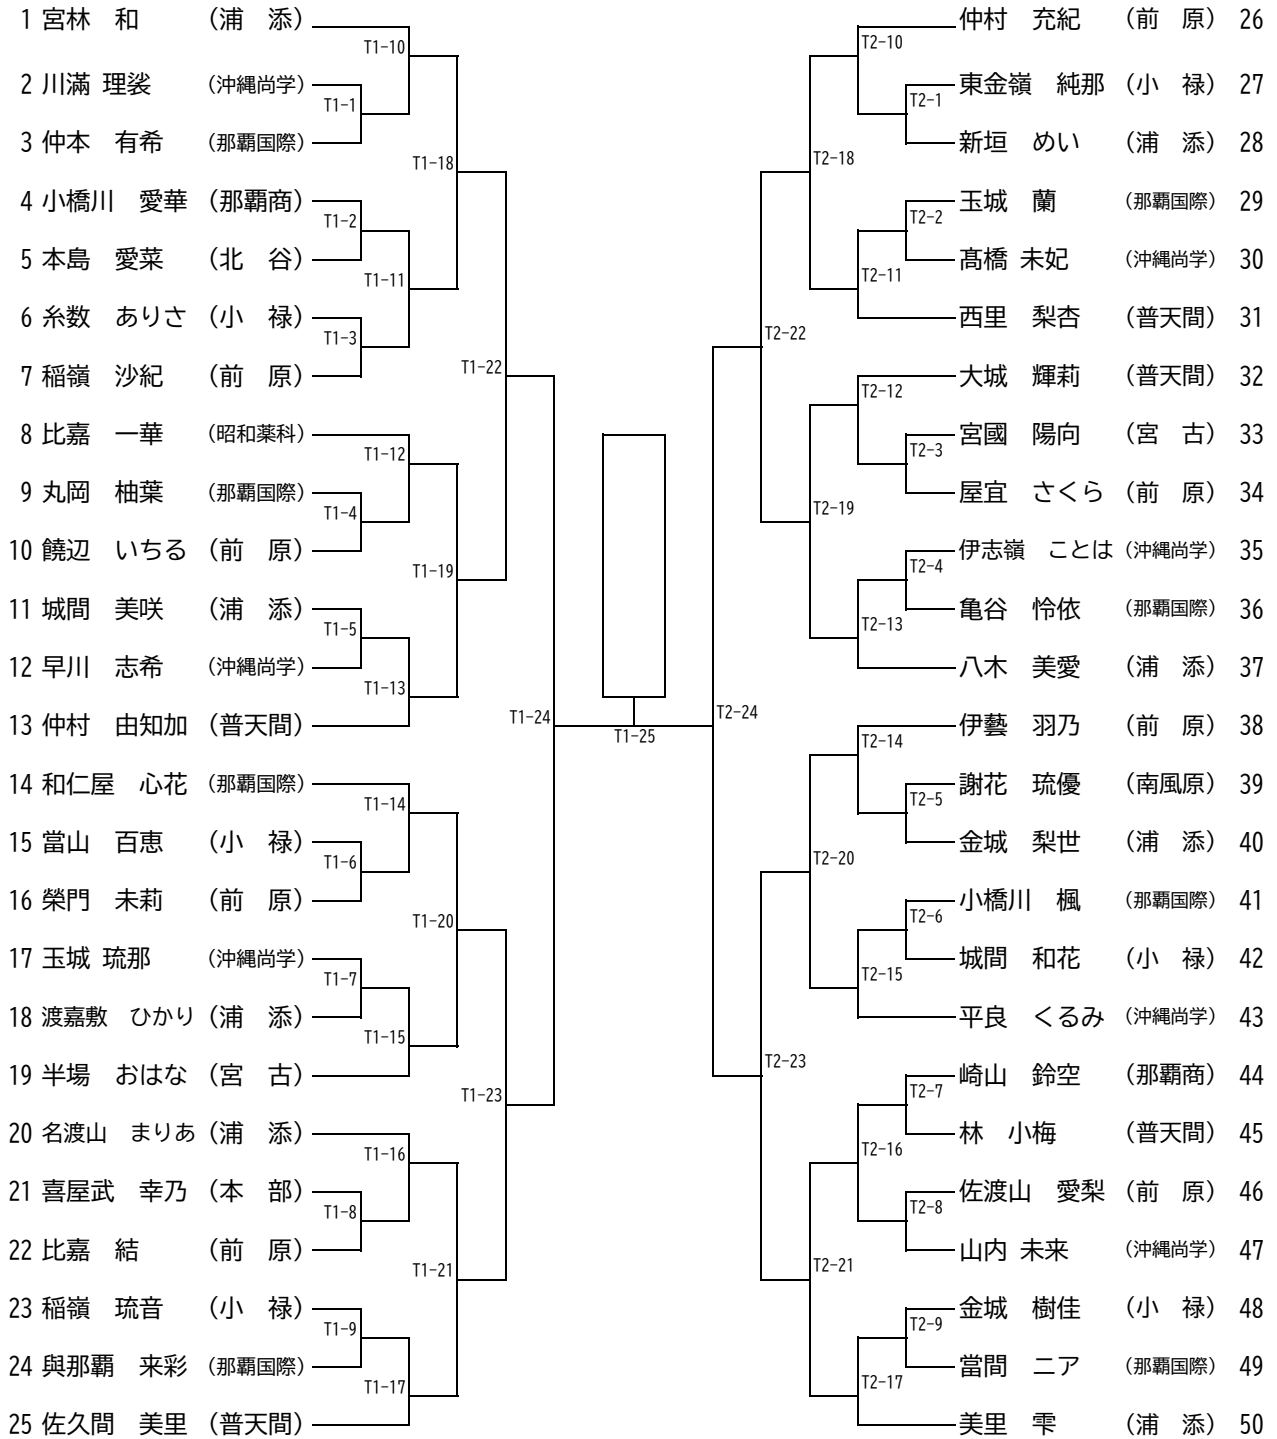 1 宮林　和 （浦　添）
T1-10
2 川滿 理裟 （沖縄尚学）
T1-1
3 仲本　有希 （那覇国際）
T1-18
4 小橋川　愛華 （那覇商）
T1-2
5 本島　愛菜 （北　谷）
T1-11
6 糸数　ありさ （小　禄）
T1-3
7 稲嶺　沙紀 （前　原）
T1-22
8 比嘉　一華 （昭和薬科）
T1-12
9 丸岡　柚葉 （那覇国際）
T1-4
10 饒辺　いちる （前　原）
T1-19
11 城間　美咲 （浦　添）
T1-5
12 早川　志希 （沖縄尚学）
T1-13
13 仲村　由知加 （普天間）
T1-24
14 和仁屋　心花 （那覇国際）
T1-14
15 當山　百恵 （小　禄）
T1-6
16 榮門　未莉 （前　原）
T1-20
17 玉城 琉那 （沖縄尚学）
T1-7
18 渡嘉敷　ひかり （浦　添）
T1-15
19 半場　おはな （宮　古）
T1-23
20 名渡山　まりあ （浦　添）
T1-16
21 喜屋武　幸乃 （本　部）
T1-8
22 比嘉　結 （前　原）
T1-21
23 稲嶺　琉音 （小　禄）
T1-9
24 與那覇　来彩 （那覇国際）
T1-17
25 佐久間　美里 （普天間）
T1-25
仲村　充紀 （前　原） 26
T2-10
東金嶺　純那 （小　禄） 27
T2-1
新垣　めい （浦　添） 28
T2-18
玉城　蘭 （那覇国際） 29
T2-2
髙橋 未妃 （沖縄尚学） 30
T2-11
西里　梨杏 （普天間） 31
T2-22
大城　輝莉 （普天間） 32
T2-12
宮國　陽向 （宮　古） 33
T2-3
屋宜　さくら （前　原） 34
T2-19
伊志嶺　ことは （沖縄尚学） 35
T2-4
亀谷　怜依 （那覇国際） 36
T2-13
八木　美愛 （浦　添） 37
T2-24
伊藝　羽乃 （前　原） 38
T2-14
謝花　琉優 （南風原） 39
T2-5
金城　梨世 （浦　添） 40
T2-20
小橋川　楓 （那覇国際） 41
T2-6
城間　和花 （小　禄） 42
T2-15
平良　くるみ （沖縄尚学） 43
T2-23
崎山　鈴空 （那覇商） 44
T2-7
林　小梅 （普天間） 45
T2-16
佐渡山　愛梨 （前　原） 46
T2-8
山内 未来 （沖縄尚学） 47
T2-21
金城　樹佳 （小　禄） 48
T2-9
當間　ニア （那覇国際） 49
T2-17
美里　雫 （浦　添） 50